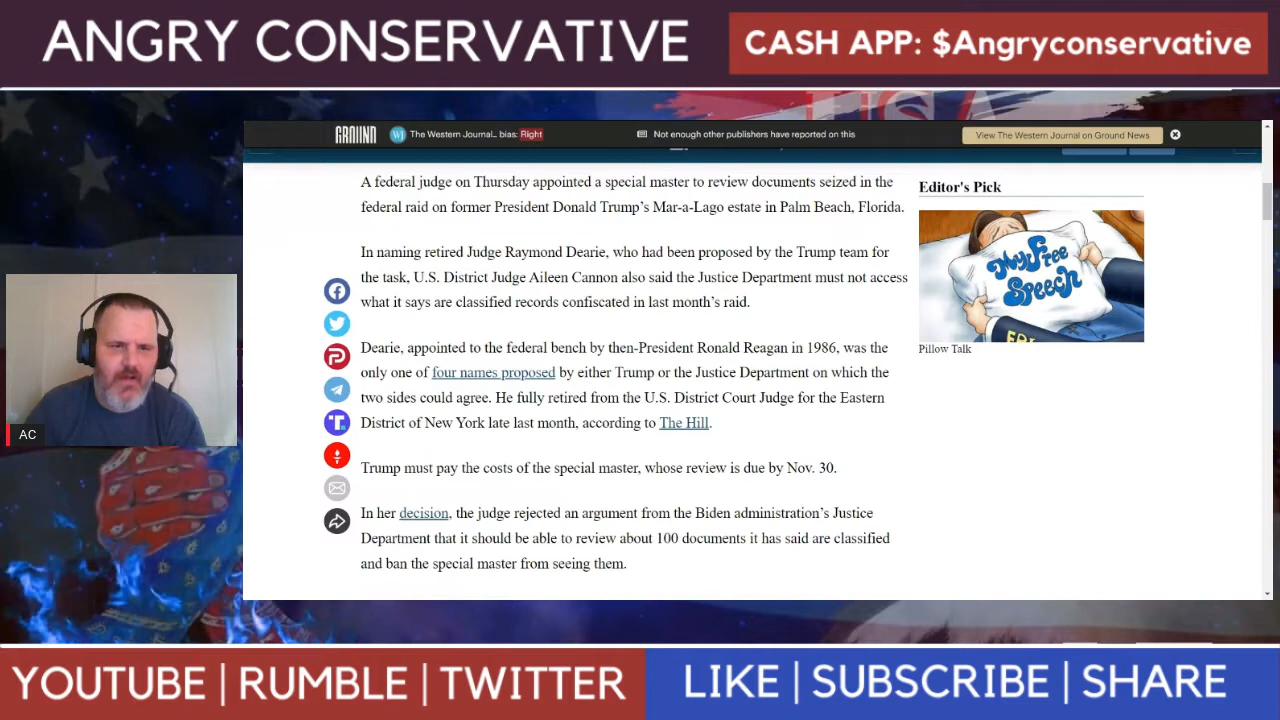 ANGRY CONSERVATIVE
CASH APP: $Angryconservative
USA
GROUND
WJ The Western Journal... bias: Right
Not enough other publishers have reported on this
View The Western Journal on Ground News
A federal judge on Thursday appointed a special master to review documents seized in the
federal raid on former President Donald Trump's Mar-a-Lago estate in Palm Beach, Florida.
In naming retired Judge Raymond Dearie, who had been proposed by the Trump team for
the task, U.S. District Judge Aileen Cannon also said the Justice Department must not access
what it says are classified records confiscated in last month's raid.
Dearie, appointed to the federal bench by then-President Ronald Reagan in 1986, was the
only one of four names proposed by either Trump or the Justice Department on which the
two sides could agree. He fully retired from the U.S. District Court Judge for the Eastern
District of New York late last month, according to The Hill.
Trump must pay the costs of the special master, whose review is due by Nov. 30.
In her decision, the judge rejected an argument from the Biden administration's Justice
Department that it should be able to review about 100 documents it has said are classified
and ban the special master from seeing them.
Editor's Pick
My Free
Speech
Pillow Talk
AC
YOUTUBE | RUMBLE | TWITTER
LIKE | SUBSCRIBE | SHARE